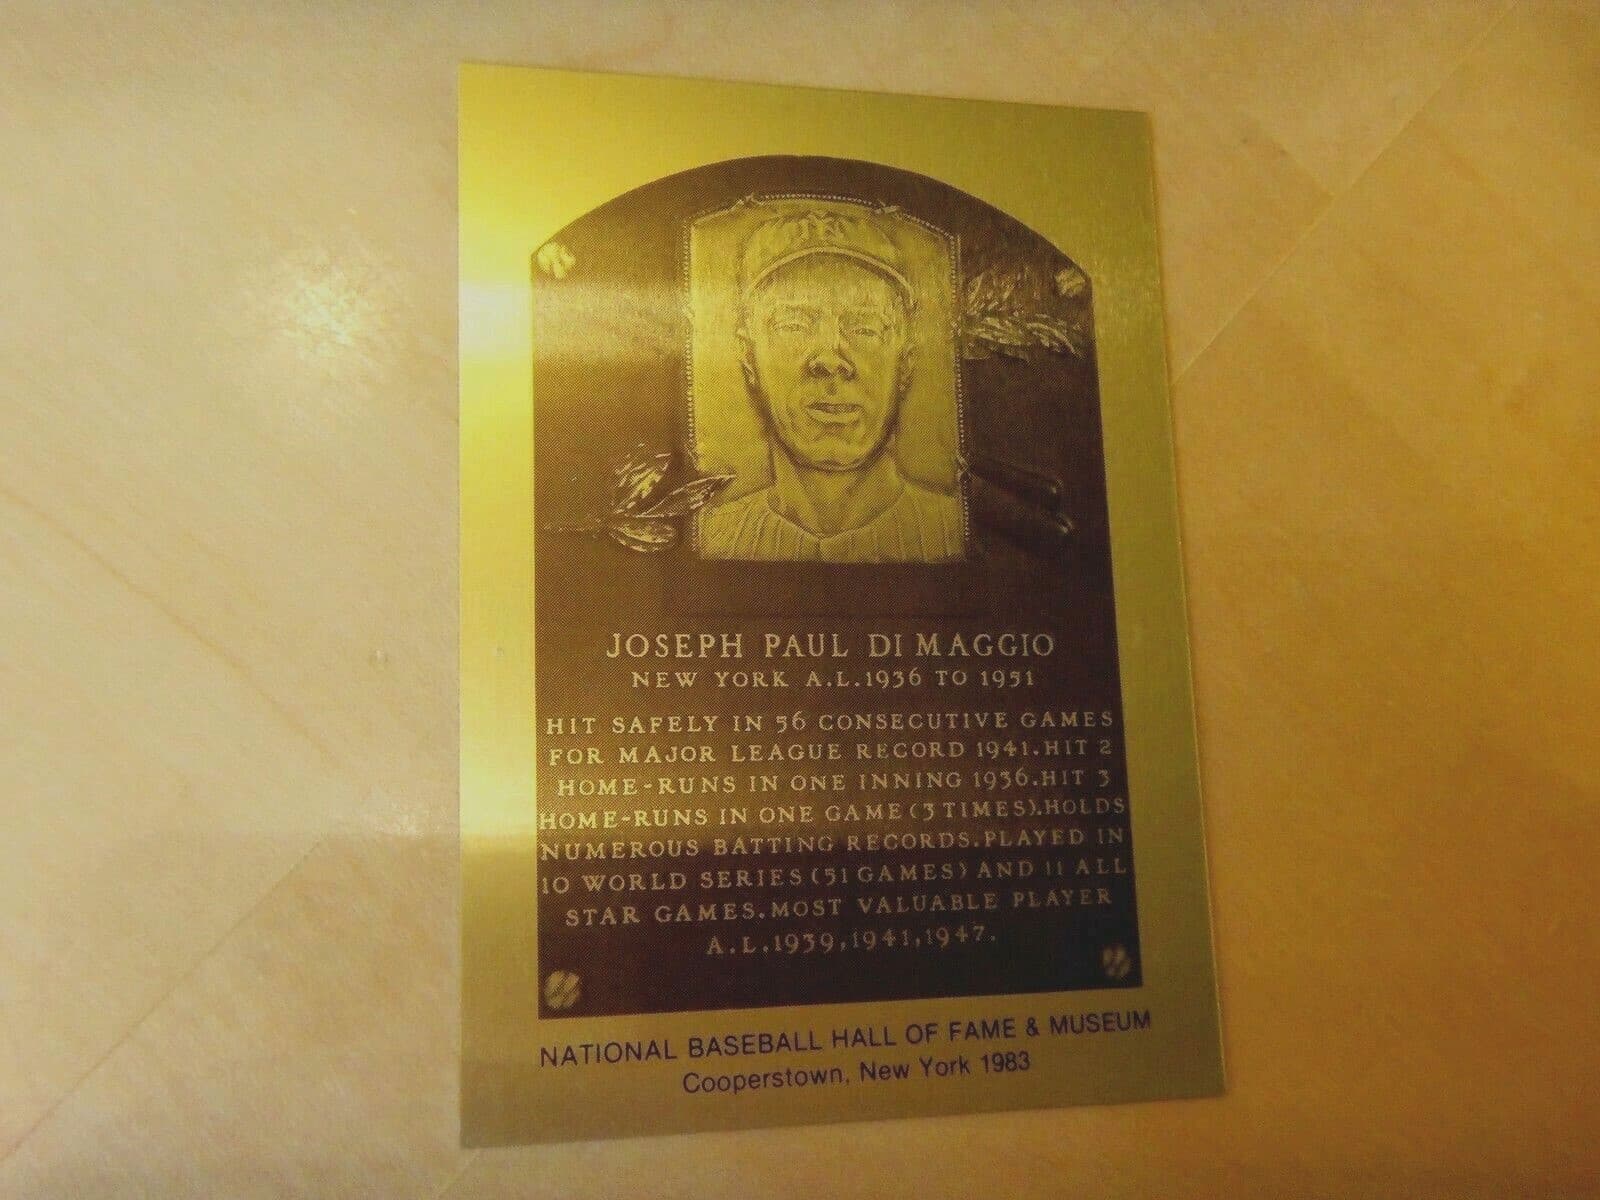 NY
JOSEPH PAUL DI MAGGIO
NEW YORK A.L.1936 TO 1951
HIT SAFELY IN 56 CONSECUTIVE GAMES
FOR MAJOR LEAGUE RECORD 1941.HIT 2
HOME-RUNS IN ONE INNING 1936.HIT 3
HOME-RUNS IN ONE GAME (3 TIMES).HOLDS
NUMEROUS BATTING RECORDS.PLAYED IN
10 WORLD SERIES (51 GAMES) AND 11 ALL
STAR GAMES.MOST VALUABLE PLAYER
A.L.1939,1941,1947.
NATIONAL BASEBALL HALL OF FAME & MUSEUM
Cooperstown, New York 1983